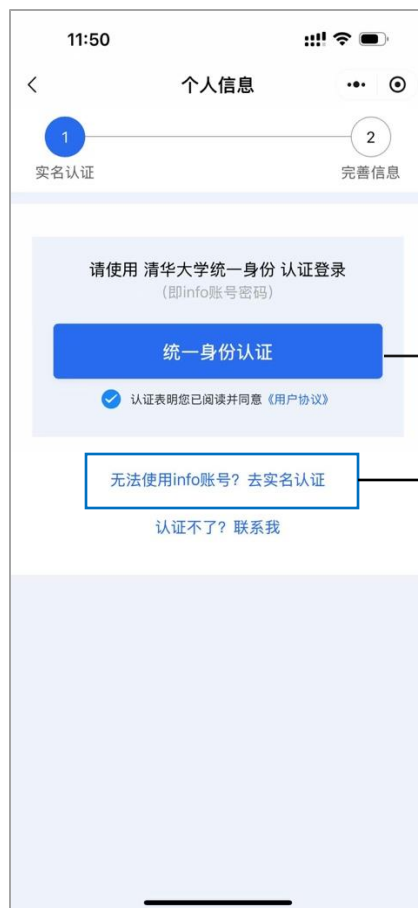 11:50
个人信息
1
2
实名认证
完善信息
请使用 清华大学统一身份 认证登录
(即info账号密码)
统一身份认证
认证表明您已阅读并同意《用户协议》
无法使用info账号？去实名认证
认证不了？联系我